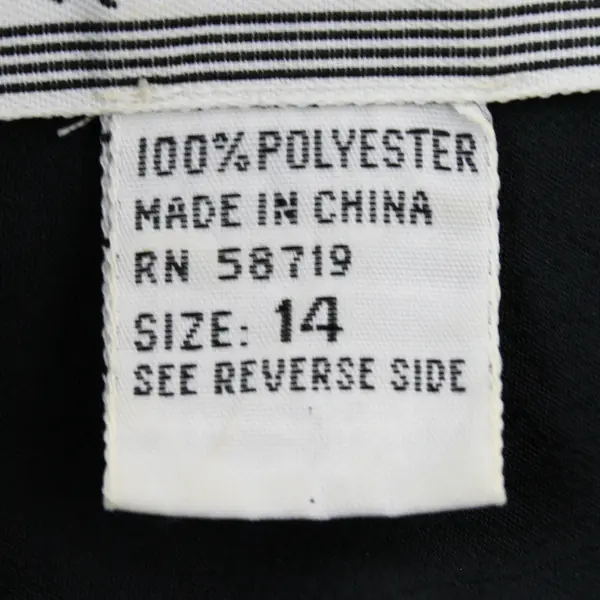 100% POLYESTER
MADE IN CHINA
RN 58719
SIZE: 14
SEE REVERSE SIDE